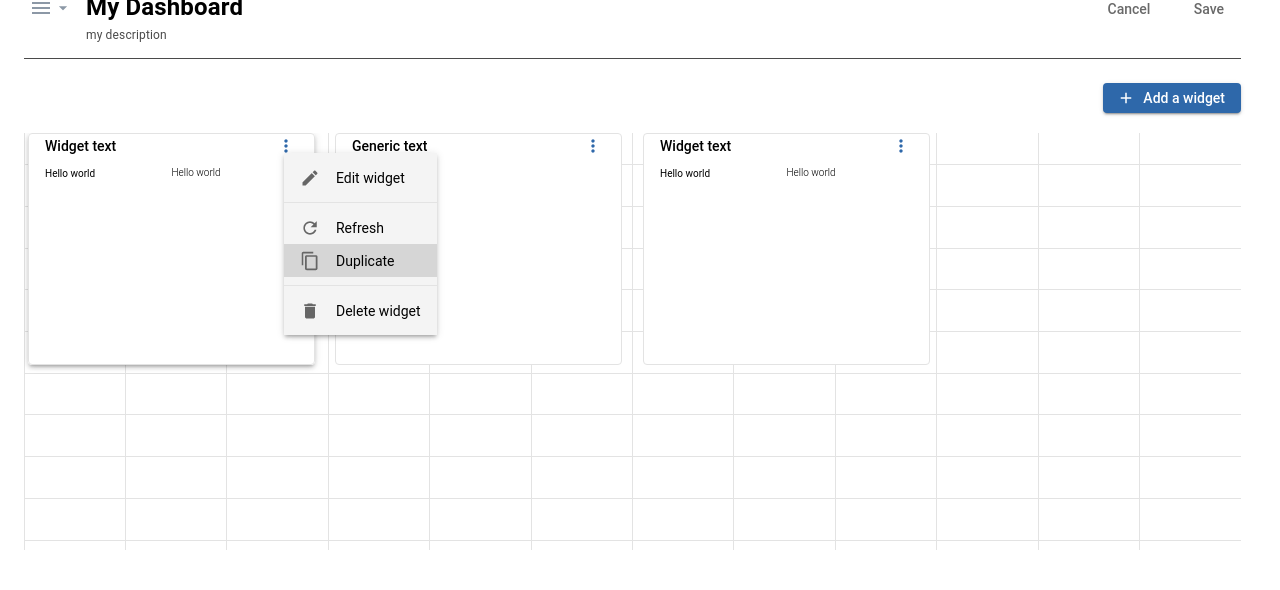 My Dashboard
Cancel
Save
my description
Add a widget
Widget text
Generic text
Widget text
Hello world
Hello world
Hello world
Hello world
Edit widget
Refresh
Duplicate
Delete widget